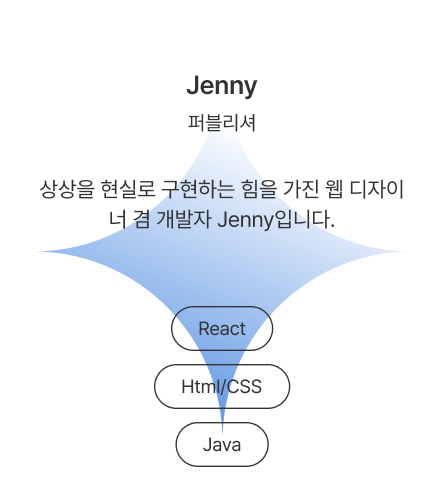 Jenny
퍼블리셔
상상을 현실로 구현하는 힘을 가진 웹 디자이
너 겸 개발자 Jenny입니다.
React
Html/CSS
Java